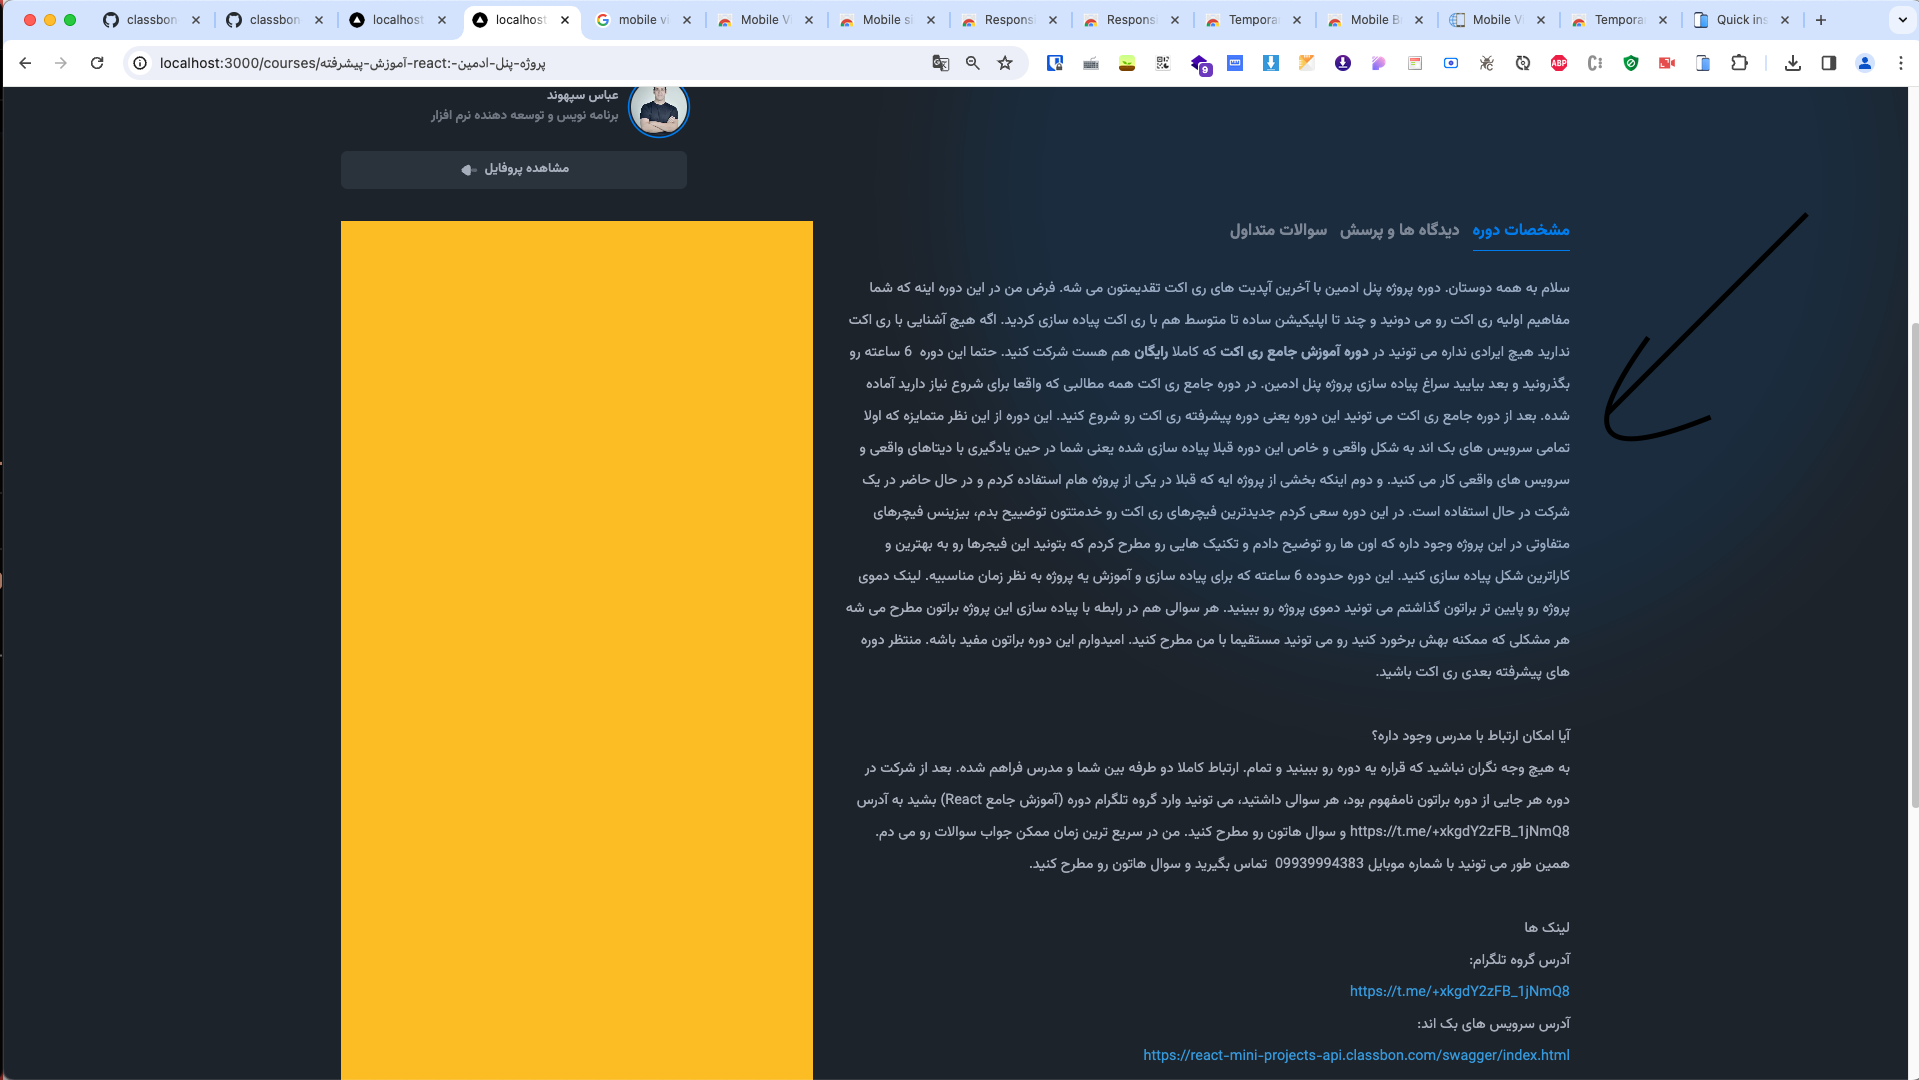 classbon
classbon
localhost
localhost
mobile vi
Mobile Vi
Mobile si
Respons
Respons
Tempora
Mobile B
Mobile V
Tempora
Quick ins
localhost:3000/courses/پروژه-پنل-ادمین-:react-آموزش-پیشرفته
9
ABP
عباس سپهوند
برنامه نویس و توسعه دهنده نرم افزار
مشاهده پروفایل
مشخصات دوره
دیدگاه ها و پرسش
سوالات متداول
سلام به همه دوستان. دوره پروژه پنل ادمین با آخرین آپدیت های ری اکت تقدیمتون می شه. فرض من در این دوره اینه که شما
مفاهیم اولیه ری اکت رو می دونید و چند تا اپلیکیشن ساده تا متوسط هم با ری اکت پیاده سازی کردید. اگه هیچ آشنایی با ری اکت
ندارید هیچ ایرادی نداره می تونید در دوره آموزش جامع ری اکت که کاملا رایگان هم هست شرکت کنید. حتما این دوره 6 ساعته رو
بگذرونید و بعد بیایید سراغ پیاده سازی پروژه پنل ادمین. در دوره جامع ری اکت همه مطالبی که واقعا برای شروع نیاز دارید آماده
شده. بعد از دوره جامع ری اکت می تونید این دوره یعنی دوره پیشرفته ری اکت رو شروع کنید. این دوره از این نظر متمایزه که اولا
تمامی سرویس های بک اند به شکل واقعی و خاص این دوره قبلا پیاده سازی شده یعنی شما در حین یادگیری با دیتاهای واقعی و
سرویس های واقعی کار می کنید. و دوم اینکه بخشی از پروژه ایه که قبلا در یکی از پروژه هام استفاده کردم و در حال حاضر در یک
شرکت در حال استفاده است. در این دوره سعی کردم جدیدترین فیچرهای ری اکت رو خدمتتون توضییح بدم، بیزینس فیچرهای
متفاوتی در این پروژه وجود داره که اون ها رو توضیح دادم و تکنیک هایی رو مطرح کردم که بتونید این فیجرها رو به بهترین و
کاراترین شکل پیاده سازی کنید. این دوره حدوده 6 ساعته که برای پیاده سازی و آموزش یه پروژه به نظر زمان مناسبیه. لینک دموی
پروژه رو پایین تر براتون گذاشتم می تونید دموی پروژه رو ببینید. هر سوالی هم در رابطه با پیاده سازی این پروژه براتون مطرح می شه
هر مشکلی که ممکنه بهش برخورد کنید رو می تونید مستقیما با من مطرح کنید. امیدوارم این دوره براتون مفید باشه. منتظر دوره
های پیشرفته بعدی ری اکت باشید.
آیا امکان ارتباط با مدرس وجود داره؟
به هیچ وجه نگران نباشید که قراره یه دوره رو ببینید و تمام. ارتباط کاملا دو طرفه بین شما و مدرس فراهم شده. بعد از شرکت در
دوره هر جایی از دوره براتون نامفهوم بود، هر سوالی داشتید، می تونید وارد گروه تلگرام دوره (آموزش جامع React) بشید به آدرس
https://t.me/+xkgdY2zFB_1jNmQ8 و سوال هاتون رو مطرح کنید. من در سریع ترین زمان ممکن جواب سوالات رو می دم.
همین طور می تونید با شماره موبایل 09939994383 تماس بگیرید و سوال هاتون رو مطرح کنید.
لینک ها
آدرس گروه تلگرام:
https://t.me/+xkgdY2zFB_1jNmQ8
آدرس سرویس های بک اند:
https://react-mini-projects-api.classbon.com/swagger/index.html